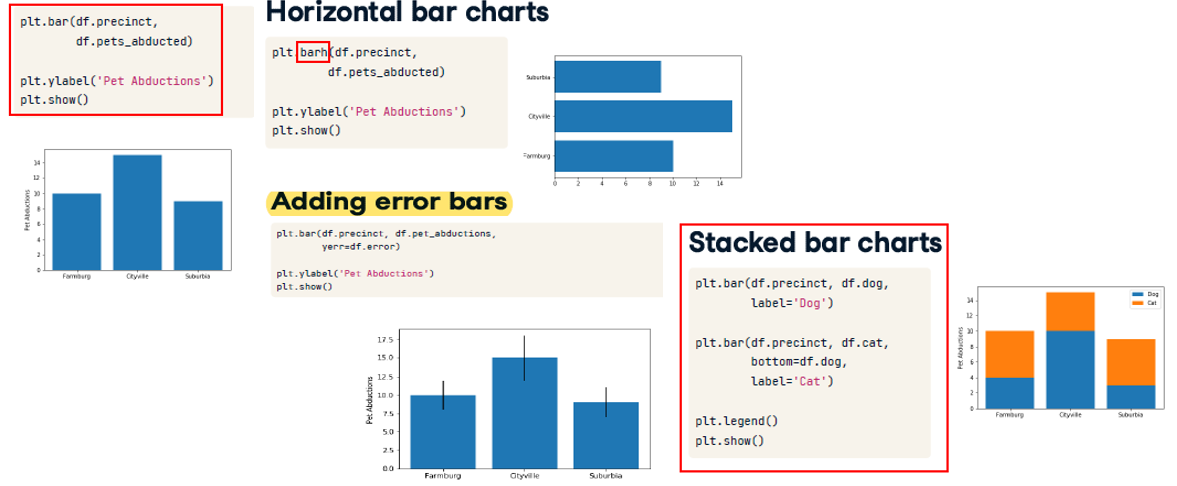 plt.bar(df.precinct,
df.pets_abducted)
plt.ylabel('Pet Abductions')
plt.show()
14
12
10
8
6
4
2
0
Pet Abductions
Farmburg Cityville Suburbia
Horizontal bar charts
plt.barh(df.precinct,
df.pets_abducted)
plt.ylabel('Pet Abductions')
plt.show()
Suburbia
Cityville
Farmburg
0 2 4 6 8 10 12 14
Adding error bars
plt.bar(df.precinct, df.pet_abductions,
yerr=df.error)
plt.ylabel('Pet Abductions')
plt.show()
17.5
15.0
12.5
10.0
7.5
5.0
2.5
0.0
Pet Abductions
Farmburg Cityville Suburbia
Stacked bar charts
plt.bar(df.precinct, df.dog,
label='Dog')
plt.bar(df.precinct, df.cat,
bottom=df.dog,
label='Cat')
plt.legend()
plt.show()
Dog
Cat
14
12
10
8
6
4
2
0
Pet Abductions
Farmburg Cityville Suburbia